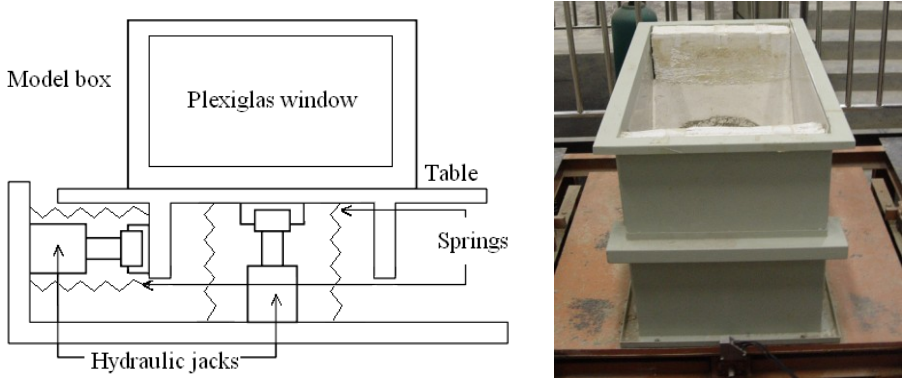 Model box
Plexiglas window
Table
Springs
Hydraulic jacks